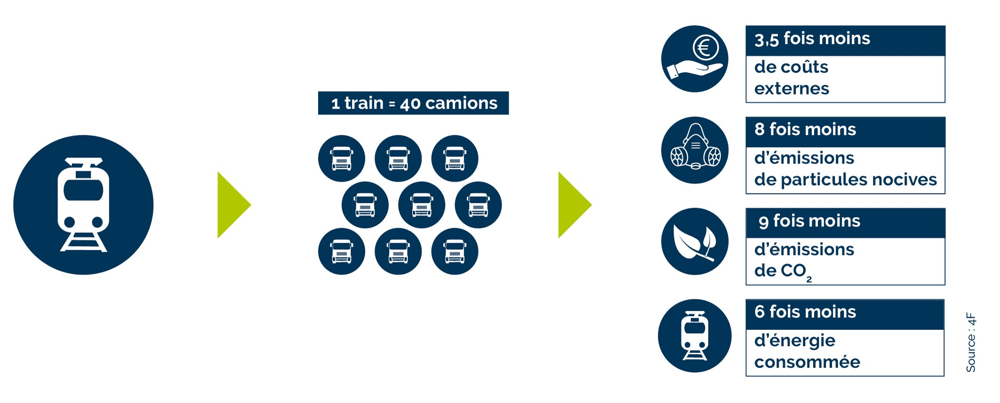 1 train = 40 camions
3,5 fois moins
de coûts
externes
8 fois moins
d’émissions
de particules nocives
9 fois moins
d’émissions
de CO₂
6 fois moins
d’énergie
consommée
Source : 4F